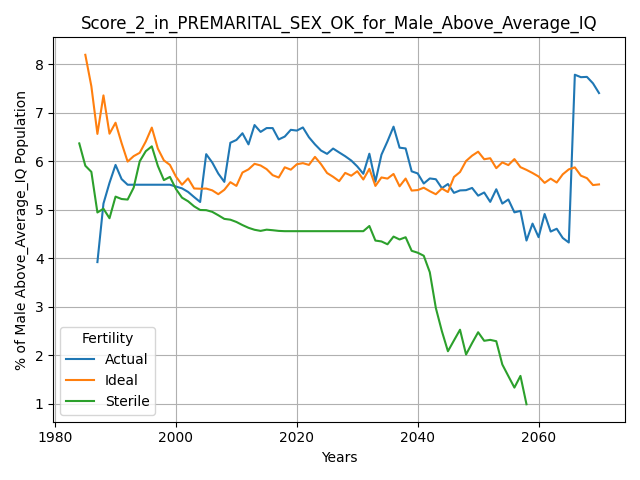 Score_2_in_PREMARITAL_SEX_OK_for_Male_Above_Average_IQ
% of Male Above_Average_IQ Population
8
7
6
5
4
3
2
1
Fertility
Actual
Ideal
Sterile
1980 2000 2020 2040 2060
Years